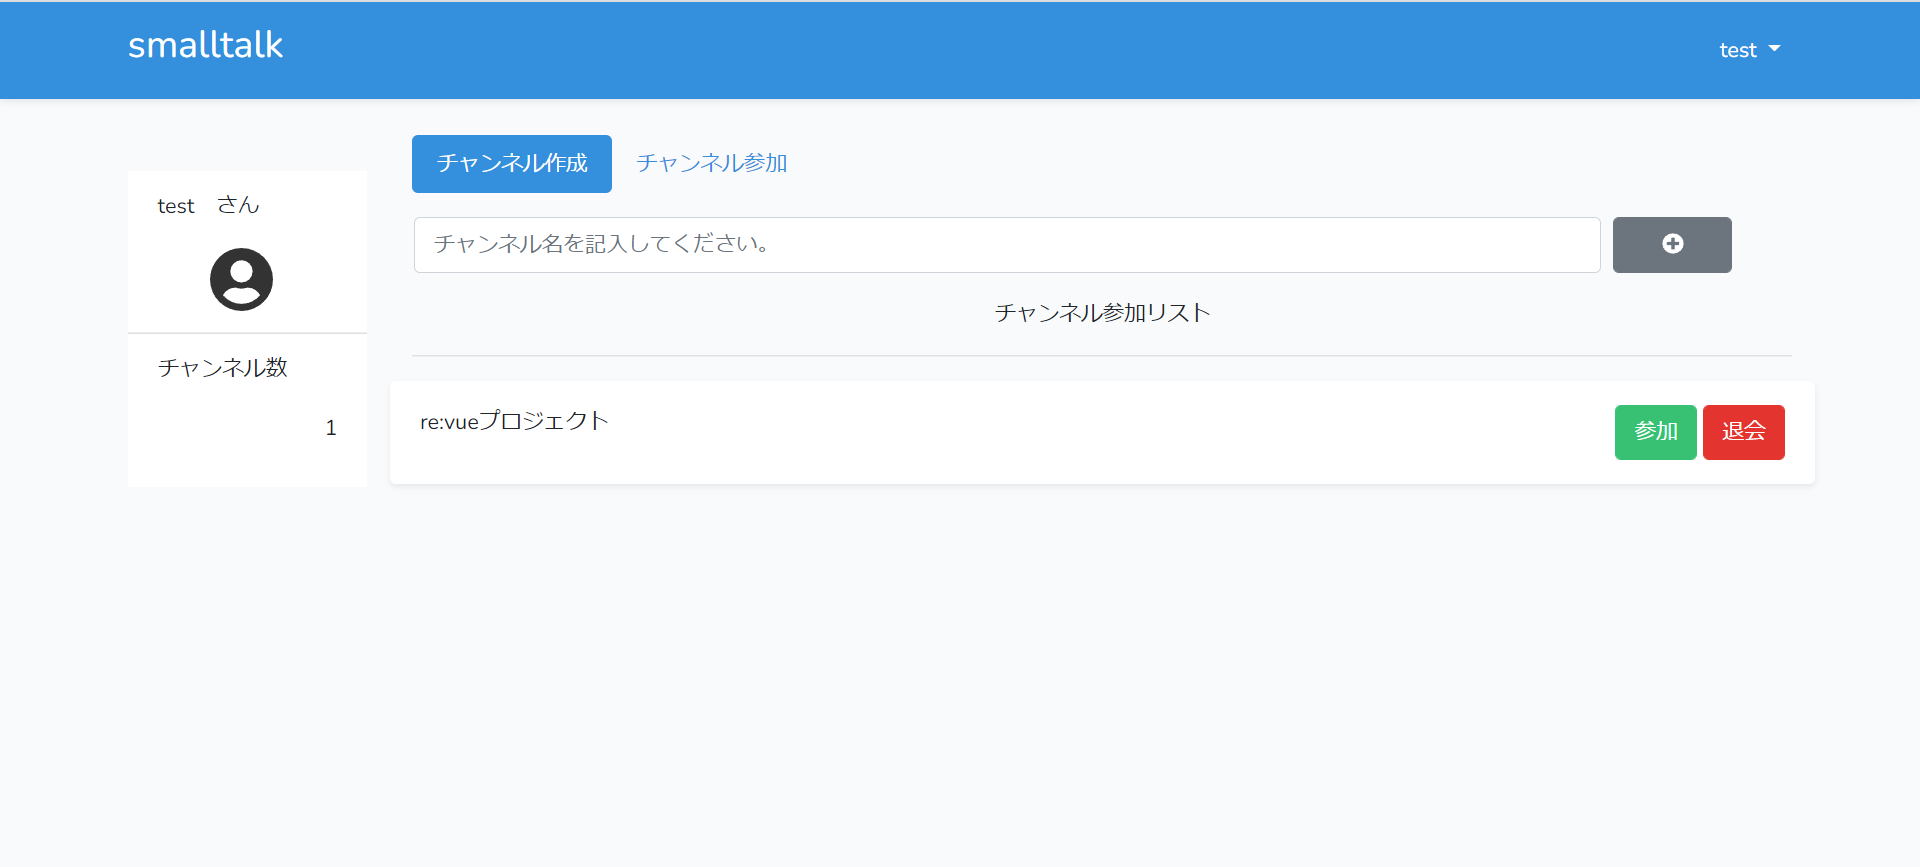 smalltalk
test
チャンネル作成 チャンネル参加
test さん
チャンネル名を記入してください。
チャンネル参加リスト
チャンネル数
1
re:vueプロジェクト
参加 退会